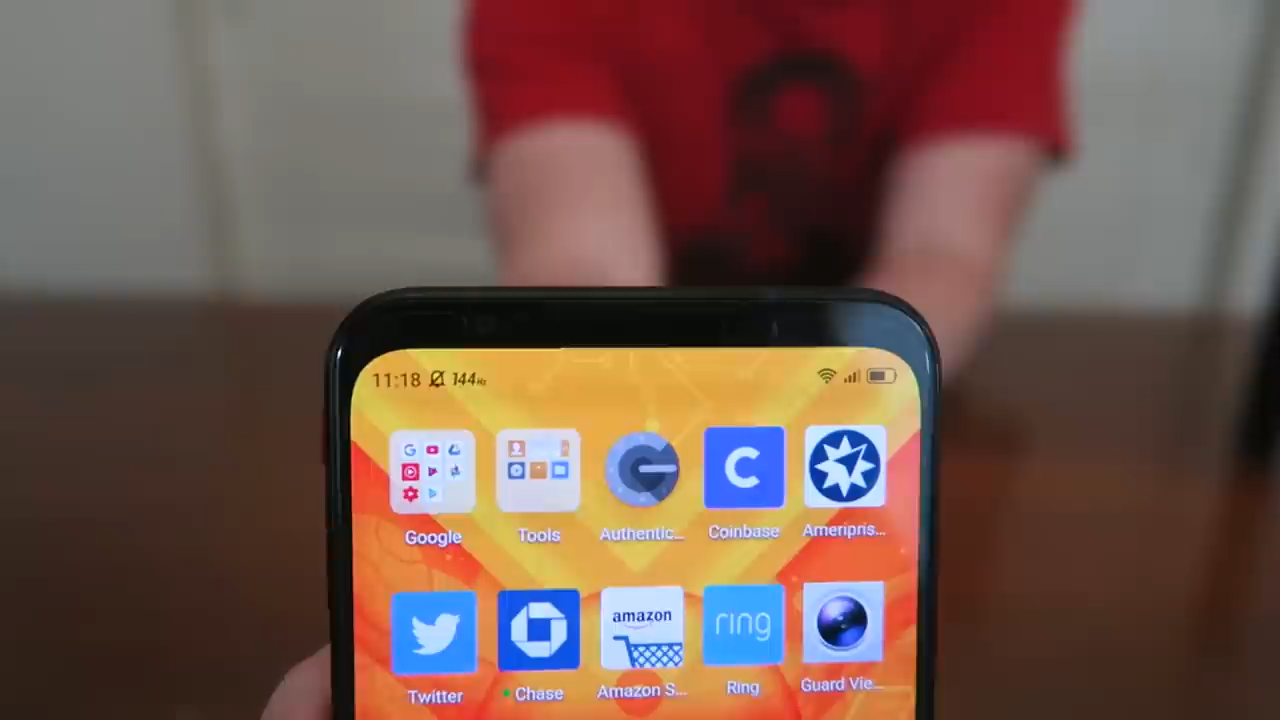 11:18 144Hz
Google Tools Authentic... Coinbase Ameripris...
amazon ring
Twitter Chase Amazon S... Ring Guard Vie...